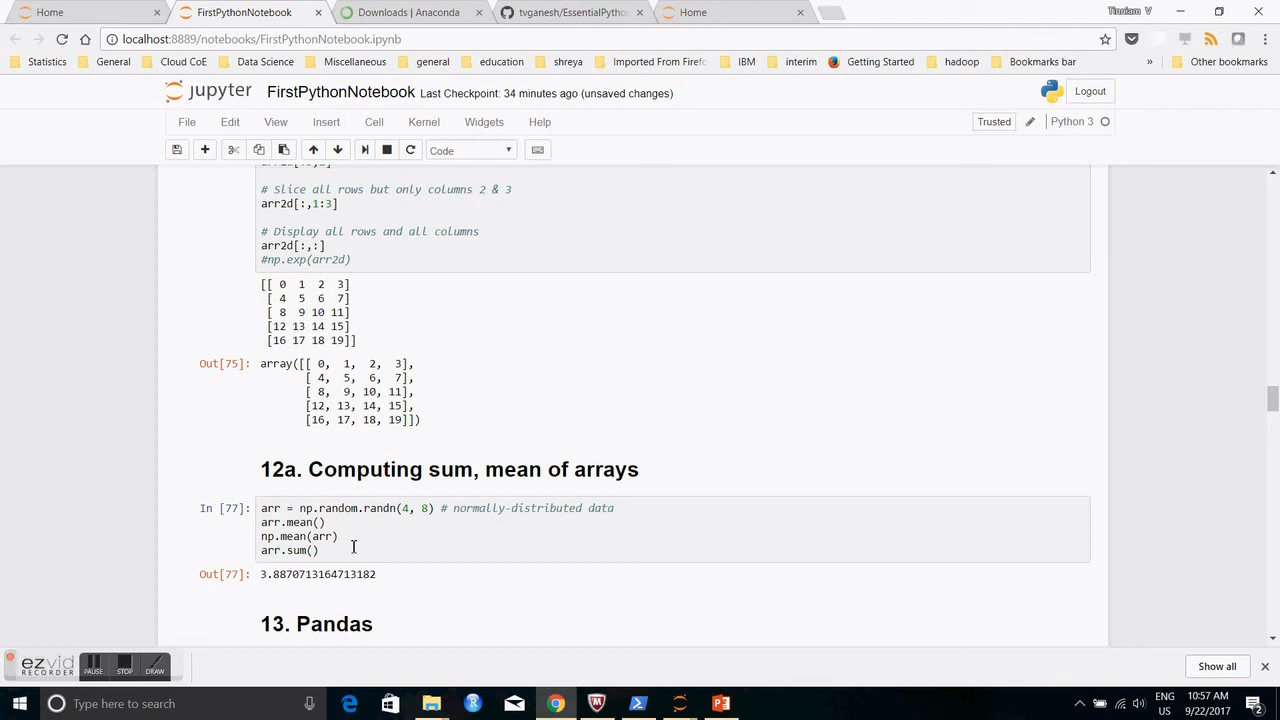 Home
FirstPythonNotebook
Downloads | Anaconda
tvganesh/EssentialPythor
Home
Tinniam V
localhost:8889/notebooks/FirstPythonNotebook.ipynb
Statistics
General
Cloud CoE
Data Science
Miscellaneous
general
education
shreya
Imported From Firefo
IBM
interim
Getting Started
hadoop
Bookmarks bar
»
Other bookmarks
jupyter
FirstPythonNotebook Last Checkpoint: 34 minutes ago (unsaved changes)
Logout
File
Edit
View
Insert
Cell
Kernel
Widgets
Help
Trusted
Python 3
Code
# Slice all rows but only columns 2 & 3
arr2d[:,1:3]
# Display all rows and all columns
arr2d[:,:]
#np.exp(arr2d)
[[ 0 1 2 3]
[ 4 5 6 7]
[ 8 9 10 11]
[12 13 14 15]
[16 17 18 19]]
Out[75]: array([[ 0, 1, 2, 3],
[ 4, 5, 6, 7],
[ 8, 9, 10, 11],
[12, 13, 14, 15],
[16, 17, 18, 19]])
12a. Computing sum, mean of arrays
In [77]: arr = np.random.randn(4, 8) # normally-distributed data
arr.mean()
np.mean(arr)
arr.sum()
Out[77]: 3.8870713164713182
13. Pandas
ezvid
RECORDER
PAUSE
STOP
DRAW
Show all
Type here to search
ENG
US
10:57 AM
9/22/2017
2